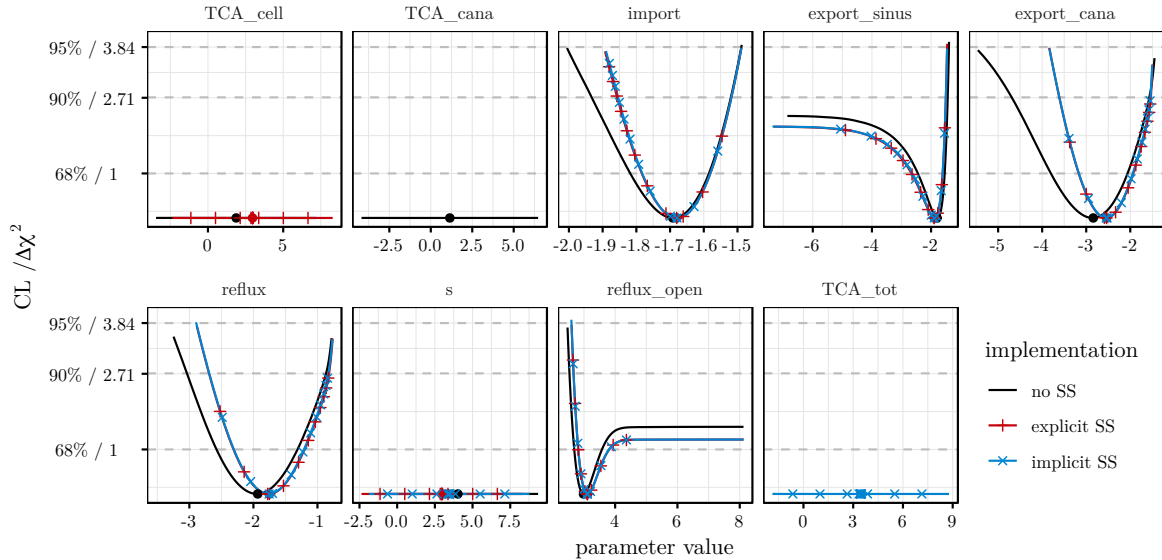 TCA_cell TCA_cana import export_sinus export_cana
95% / 3.84
90% / 2.71
68% / 1
0 5 -2.5 0.0 2.5 5.0 -2.0 -1.9 -1.8 -1.7 -1.6 -1.5 -6 -4 -2 -5 -4 -3 -2
CL /Δχ²
reflux s reflux_open TCA_tot
95% / 3.84
90% / 2.71
68% / 1
-3 -2 -1 -2.5 0.0 2.5 5.0 7.5 4 6 8 0 3 6 9
parameter value
implementation
no SS
explicit SS
implicit SS